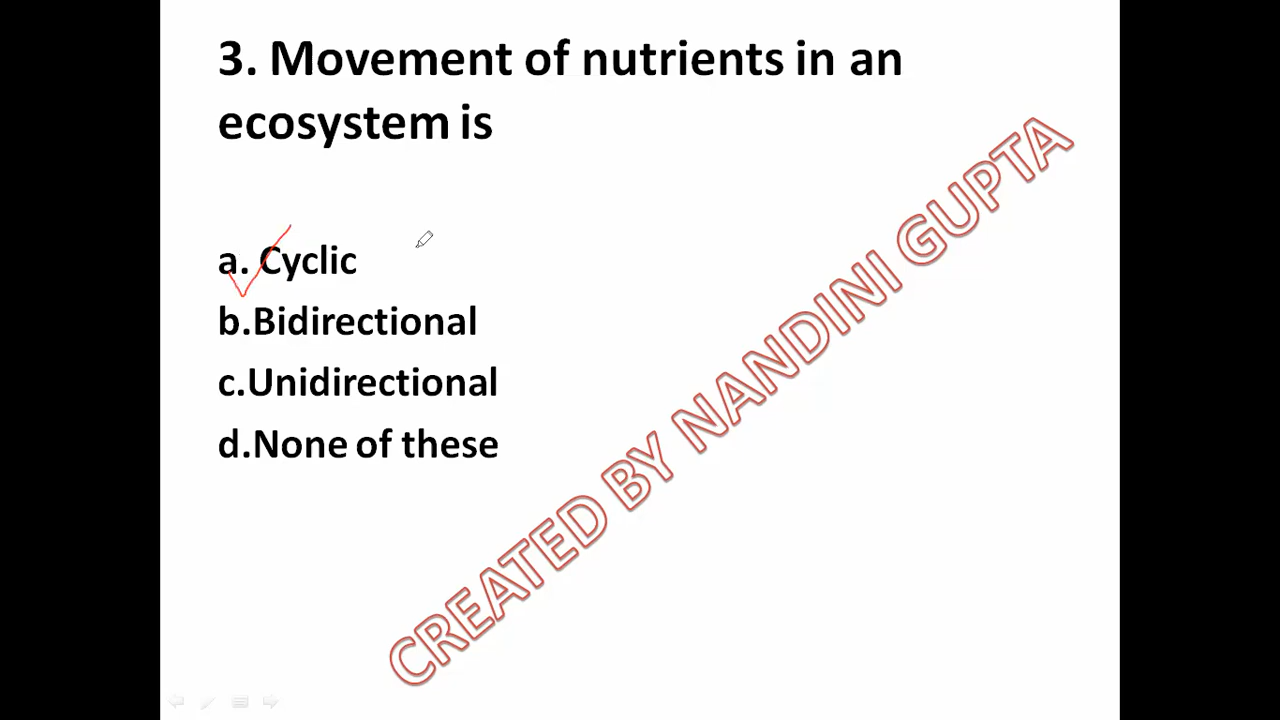 3. Movement of nutrients in an
ecosystem is
a. Cyclic
b.Bidirectional
c.Unidirectional
d.None of these
CREATED BY NANDINI GUPTA